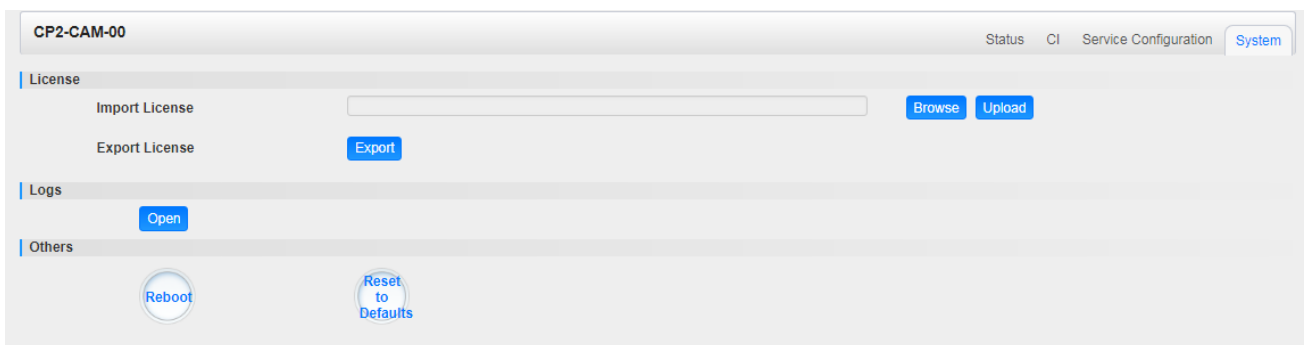 CP2-CAM-00
Status CI Service Configuration System
License
Import License Browse Upload
Export License Export
Logs
Open
Others
Reboot
Reset
to
Defaults